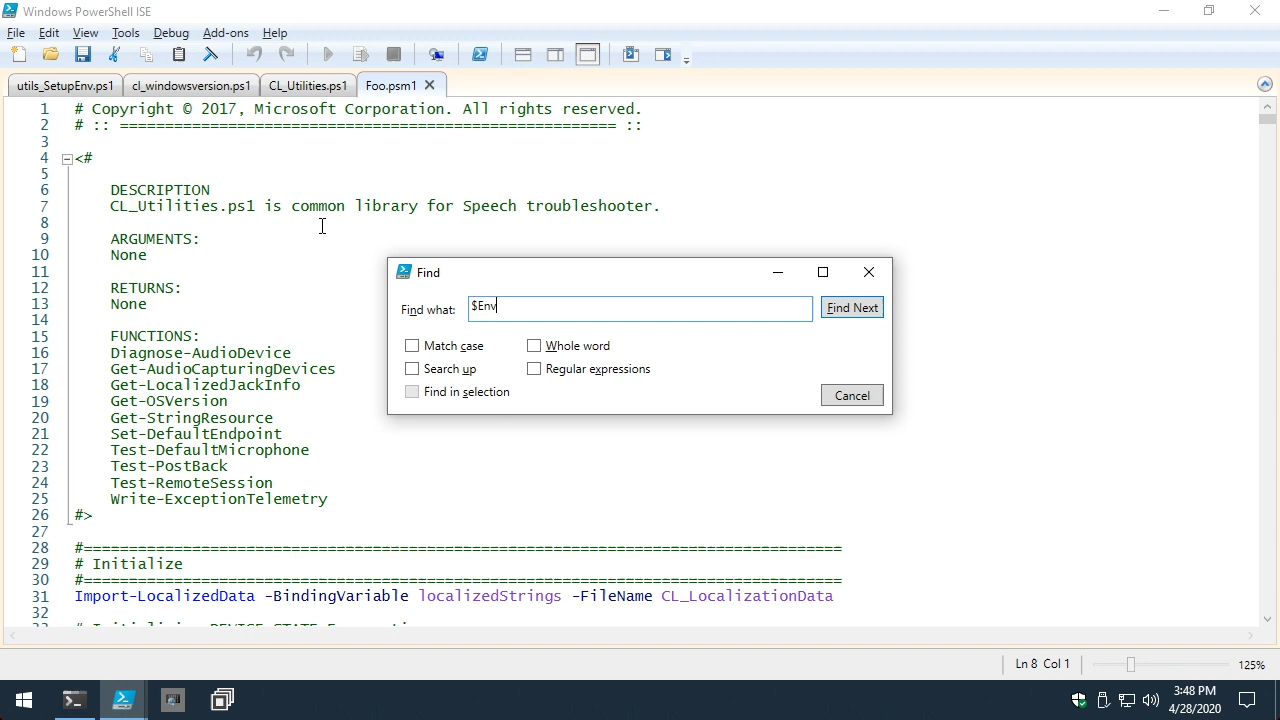 Windows PowerShell ISE
File Edit View Tools Debug Add-ons Help
utils_SetupEnv.ps1 cl_windowsversion.ps1 CL_Utilities.ps1 Foo.psm1
1 # Copyright © 2017, Microsoft Corporation. All rights reserved.
2 # :: ======================================================= ::
3
4 <#
5
6 DESCRIPTION
7 CL_Utilities.ps1 is common library for Speech troubleshooter.
8
9 ARGUMENTS:
10 None
11
12 RETURNS:
13 None
14
15 FUNCTIONS:
16 Diagnose-AudioDevice
17 Get-AudioCapturingDevices
18 Get-LocalizedJackInfo
19 Get-OSVersion
20 Get-StringResource
21 Set-DefaultEndpoint
22 Test-DefaultMicrophone
23 Test-PostBack
24 Test-RemoteSession
25 Write-ExceptionTelemetry
26 #>
27
28 #====================================================================================
29 # Initialize
30 #====================================================================================
31 Import-LocalizedData -BindingVariable localizedStrings -FileName CL_LocalizationData
32
Find
Find what: $Env Find Next
Match case Whole word
Search up Regular expressions
Find in selection Cancel
Ln 8 Col 1 125%
3:48 PM
4/28/2020